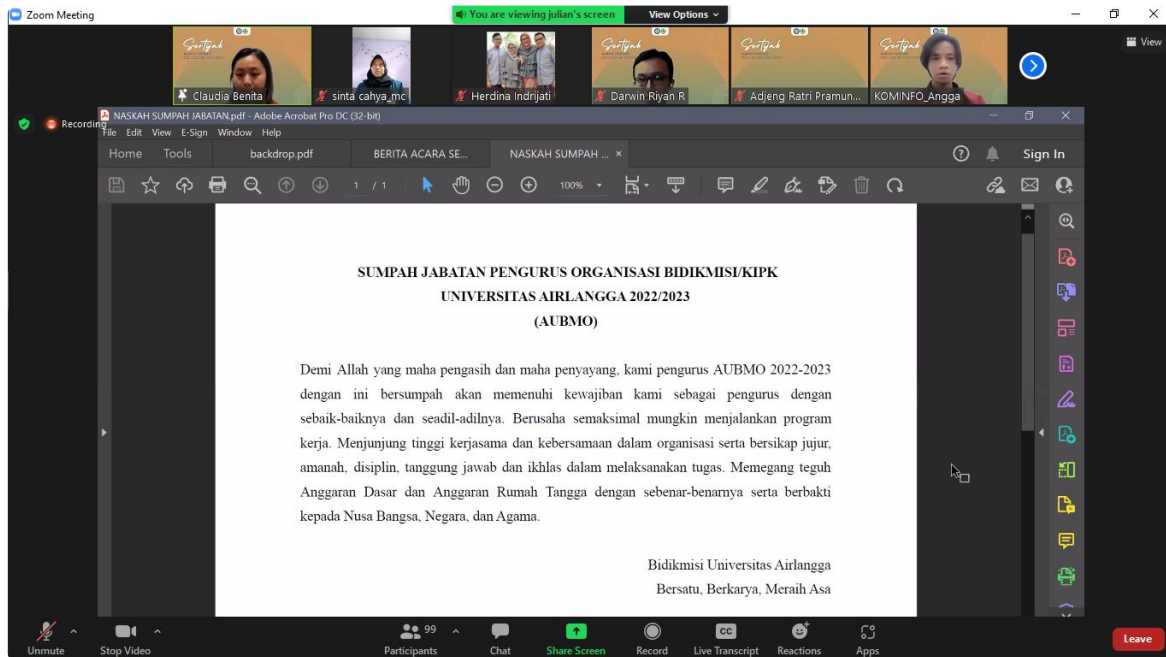 Zoom Meeting
You are viewing julian's screen
View Options
View
Sertijab
Sertijab
Sertijab
Sertijab
Claudia Benita
sinta cahya_mc
Herdina Indrijati
Darwin Riyan R
Adjeng Ratri Pramun...
KOMINFO_Angga
Recording
NASKAH SUMPAH JABATAN.pdf - Adobe Acrobat Pro DC (32-bit)
File Edit View E-Sign Window Help
Home Tools backdrop.pdf BERITA ACARA SE... NASKAH SUMPAH ... × Sign In
1 / 1 100%
SUMPAH JABATAN PENGURUS ORGANISASI BIDIKMISI/KIPK
UNIVERSITAS AIRLANGGA 2022/2023
(AUBMO)
Demi Allah yang maha pengasih dan maha penyayang, kami pengurus AUBMO 2022-2023
dengan ini bersumpah akan memenuhi kewajiban kami sebagai pengurus dengan
sebaik-baiknya dan seadil-adilnya. Berusaha semaksimal mungkin menjalankan program
kerja. Menjunjung tinggi kerjasama dan kebersamaan dalam organisasi serta bersikap jujur,
amanah, disiplin, tanggung jawab dan ikhlas dalam melaksanakan tugas. Memegang teguh
Anggaran Dasar dan Anggaran Rumah Tangga dengan sebenar-benarnya serta berbakti
kepada Nusa Bangsa, Negara, dan Agama.
Bidikmisi Universitas Airlangga
Bersatu, Berkarya, Meraih Asa
Unmute
Stop Video
99
Participants
Chat
Share Screen
Record
CC
Live Transcript
Reactions
Apps
Leave